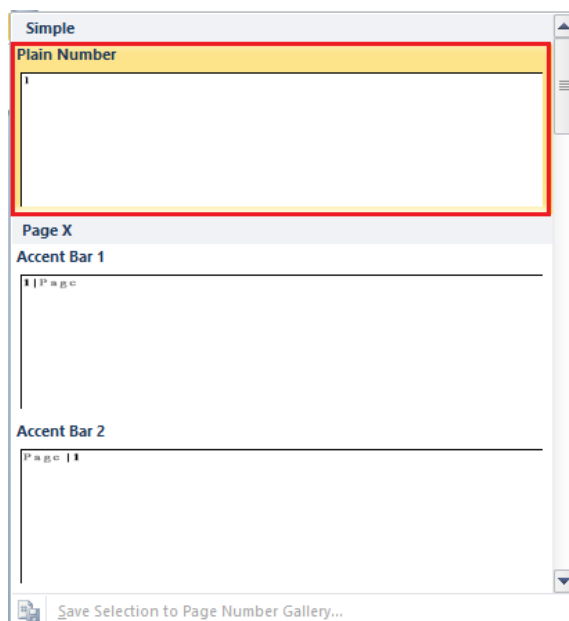 Simple
Plain Number
1
Page X
Accent Bar 1
1|Page
Accent Bar 2
Page |1
Save Selection to Page Number Gallery...